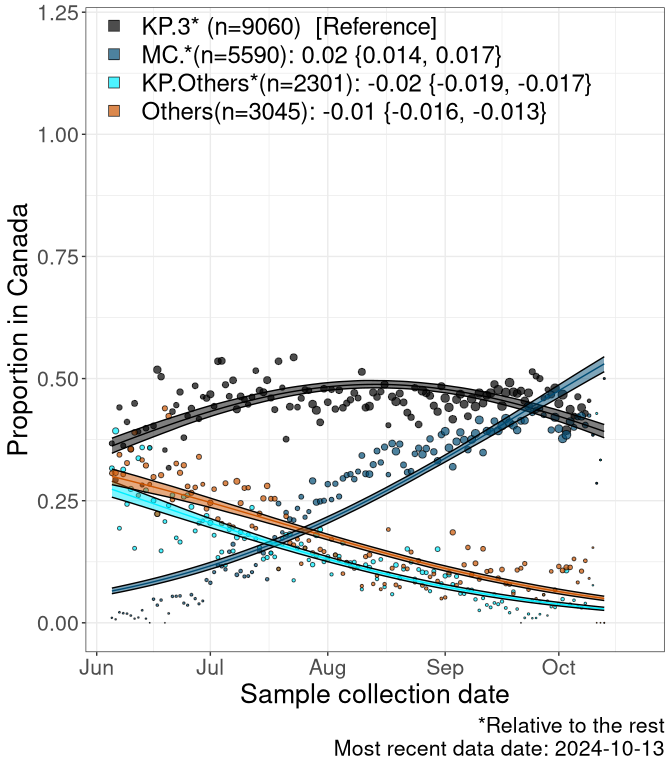 KP.3* (n=9060)  [Reference]
MC.*(n=5590): 0.02 {0.014, 0.017}
KP.Others*(n=2301): -0.02 {-0.019, -0.017}
Others(n=3045): -0.01 {-0.016, -0.013}
1.25
1.00
0.75
0.50
0.25
0.00
Proportion in Canada
Jun Jul Aug Sep Oct
Sample collection date
*Relative to the rest
Most recent data date: 2024-10-13